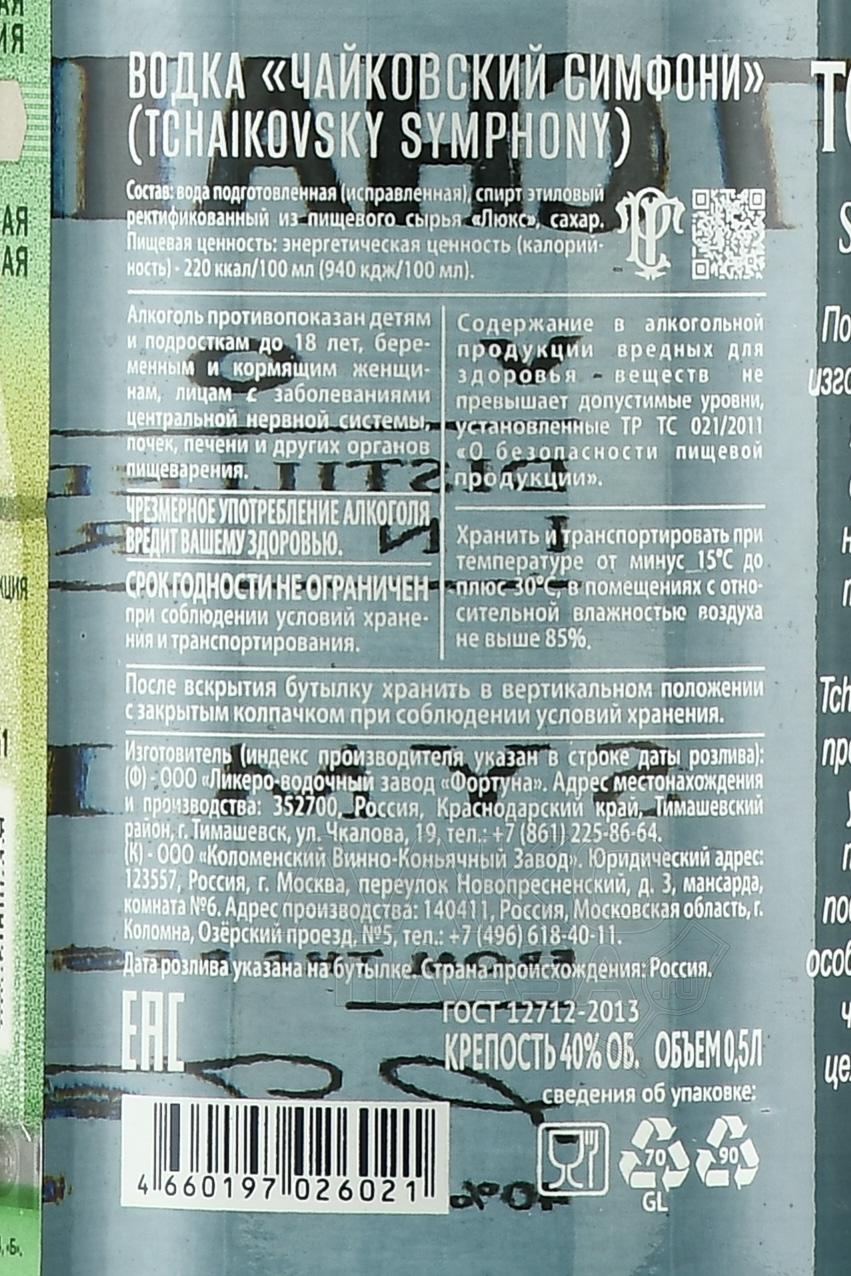 ВОДКА «ЧАЙКОВСКИЙ СИМФОНИ»
(TCHAIKOVSKY SYMPHONY)
Состав: вода подготовленная (исправленная), спирт этиловый
ректификованный из пищевого сырья «Люкс», сахар.
Пищевая ценность: энергетическая ценность (калорий-
ность) - 220 ккал/100 мл (940 кдж/100 мл).
Алкоголь противопоказан детям
и подросткам до 18 лет, бере-
менным и кормящим женщи-
нам, лицам с заболеваниями
центральной нервной системы,
почек, печени и других органов
пищеварения.
ЧРЕЗМЕРНОЕ УПОТРЕБЛЕНИЕ АЛКОГОЛЯ
ВРЕДИТ ВАШЕМУ ЗДОРОВЬЮ.
СРОК ГОДНОСТИ НЕ ОГРАНИЧЕН
при соблюдении условий хране-
ния и транспортирования.
Содержание в алкогольной
продукции вредных для
здоровья веществ не
превышает допустимые уровни,
установленные ТР ТС 021/2011
«О безопасности пищевой
продукции».
Хранить и транспортировать при
температуре от минус 15°С до
плюс 30°С, в помещениях с отно-
сительной влажностью воздуха
не выше 85%.
После вскрытия бутылку хранить в вертикальном положении
с закрытым колпачком при соблюдении условий хранения.
Изготовитель (индекс производителя указан в строке даты розлива):
(Ф) - ООО «Ликеро-водочный завод «Фортуна». Адрес местонахождения
и производства: 352700, Россия, Краснодарский край, Тимашевский
район, г. Тимашевск, ул. Чкалова, 19, тел.: +7 (861) 225-86-64.
(К) - ООО «Коломенский Винно-Коньячный Завод». Юридический адрес:
123557, Россия, г. Москва, переулок Новопресненский, д. 3, мансарда,
комната №6. Адрес производства: 140411, Россия, Московская область, г.
Коломна, Озёрский проезд, №5, тел.: +7 (496) 618-40-11.
Дата розлива указана на бутылке. Страна происхождения: Россия.
ЕАС
ГОСТ 12712-2013
КРЕПОСТЬ 40% ОБ. ОБЪЕМ 0,5Л
сведения об упаковке:
4 660197 026021
70
GL
90